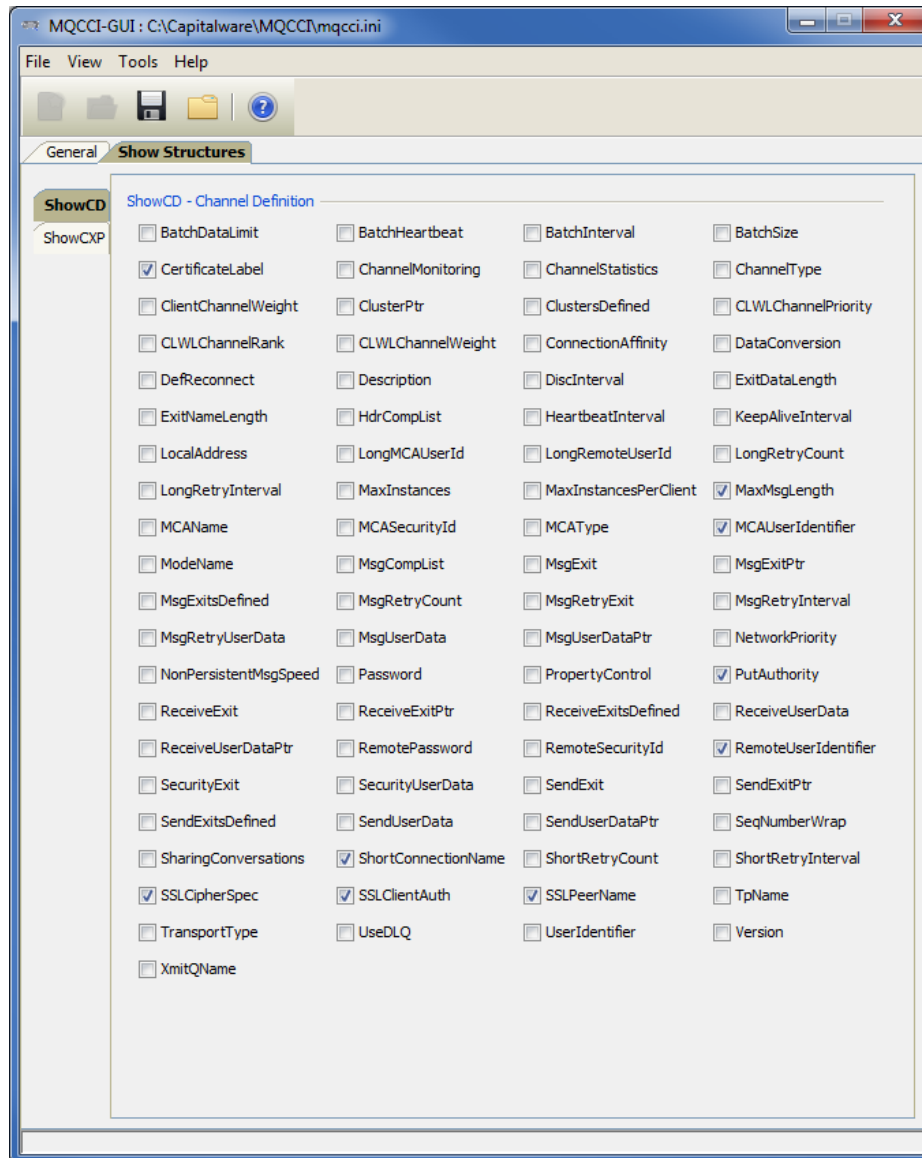 MQCCI-GUI : C:\Capitalware\MQCCI\mqcci.ini
File View Tools Help
General Show Structures
ShowCD
ShowCXP
ShowCD - Channel Definition
BatchDataLimit BatchHeartbeat BatchInterval BatchSize
CertificateLabel ChannelMonitoring ChannelStatistics ChannelType
ClientChannelWeight ClusterPtr ClustersDefined CLWLChannelPriority
CLWLChannelRank CLWLChannelWeight ConnectionAffinity DataConversion
DefReconnect Description DiscInterval ExitDataLength
ExitNameLength HdrCompList HeartbeatInterval KeepAliveInterval
LocalAddress LongMCAUserId LongRemoteUserId LongRetryCount
LongRetryInterval MaxInstances MaxInstancesPerClient MaxMsgLength
MCAName MCASecurityId MCAType MCAUserIdentifier
ModeName MsgCompList MsgExit MsgExitPtr
MsgExitsDefined MsgRetryCount MsgRetryExit MsgRetryInterval
MsgRetryUserData MsgUserData MsgUserDataPtr NetworkPriority
NonPersistentMsgSpeed Password PropertyControl PutAuthority
ReceiveExit ReceiveExitPtr ReceiveExitsDefined ReceiveUserData
ReceiveUserDataPtr RemotePassword RemoteSecurityId RemoteUserIdentifier
SecurityExit SecurityUserData SendExit SendExitPtr
SendExitsDefined SendUserData SendUserDataPtr SeqNumberWrap
SharingConversations ShortConnectionName ShortRetryCount ShortRetryInterval
SSLCipherSpec SSLClientAuth SSLPeerName TpName
TransportType UseDLQ UserIdentifier Version
XmitQName